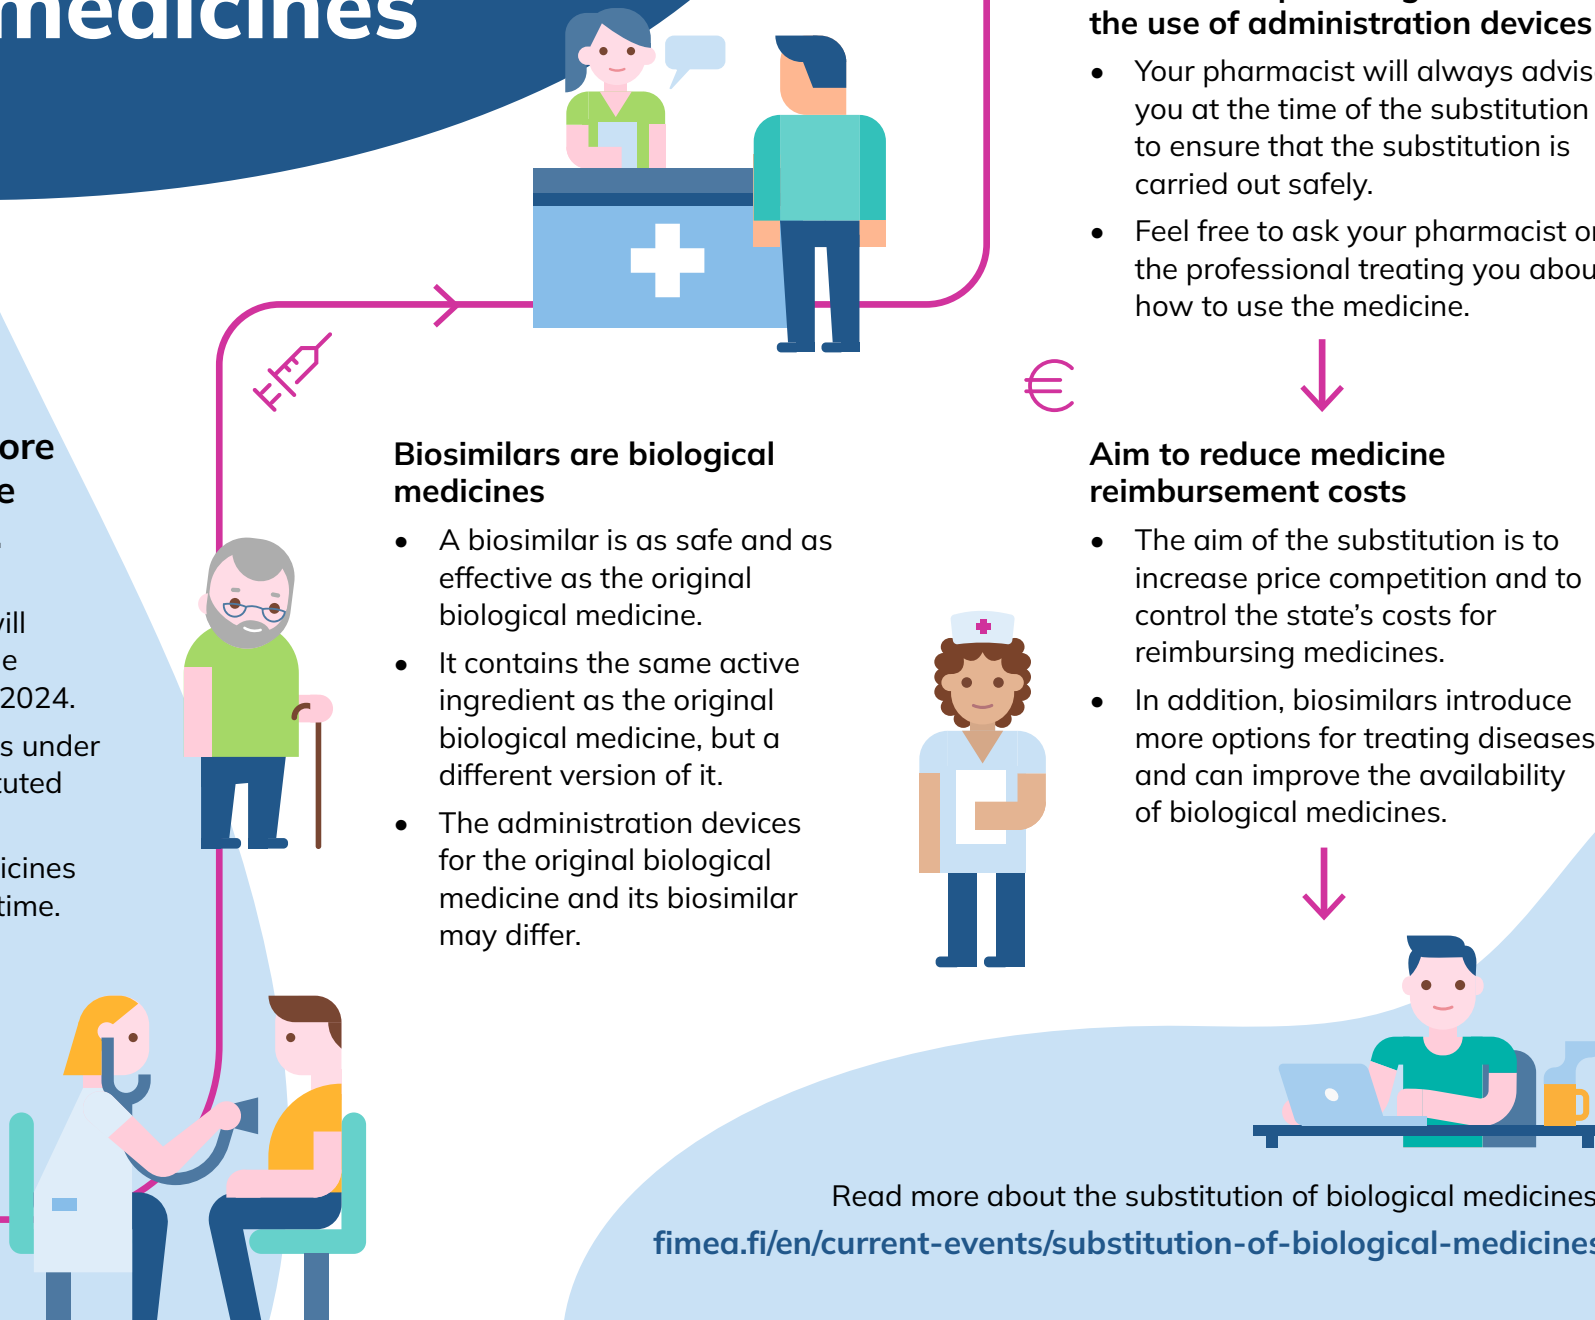 medicines
the use of administration devices
• Your pharmacist will always
you at the time of the substitution
to ensure that the substitution is
carried out safely.
• Feel free to ask your pharmacist
the professional treating you
how to use the medicine.
2024.
under
time.
Biosimilars are biological
medicines
• A biosimilar is as safe and as
effective as the original
biological medicine.
• It contains the same active
ingredient as the original
biological medicine, but a
different version of it.
• The administration devices
for the original biological
medicine and its biosimilar
may differ.
€
Aim to reduce medicine
reimbursement costs
• The aim of the substitution is to
increase price competition and to
control the state’s costs for
reimbursing medicines.
• In addition, biosimilars introduce
more options for treating diseases
and can improve the availability
of biological medicines.
Read more about the substitution of biological medicines
fimea.fi/en/current-events/substitution-of-biological-medicines